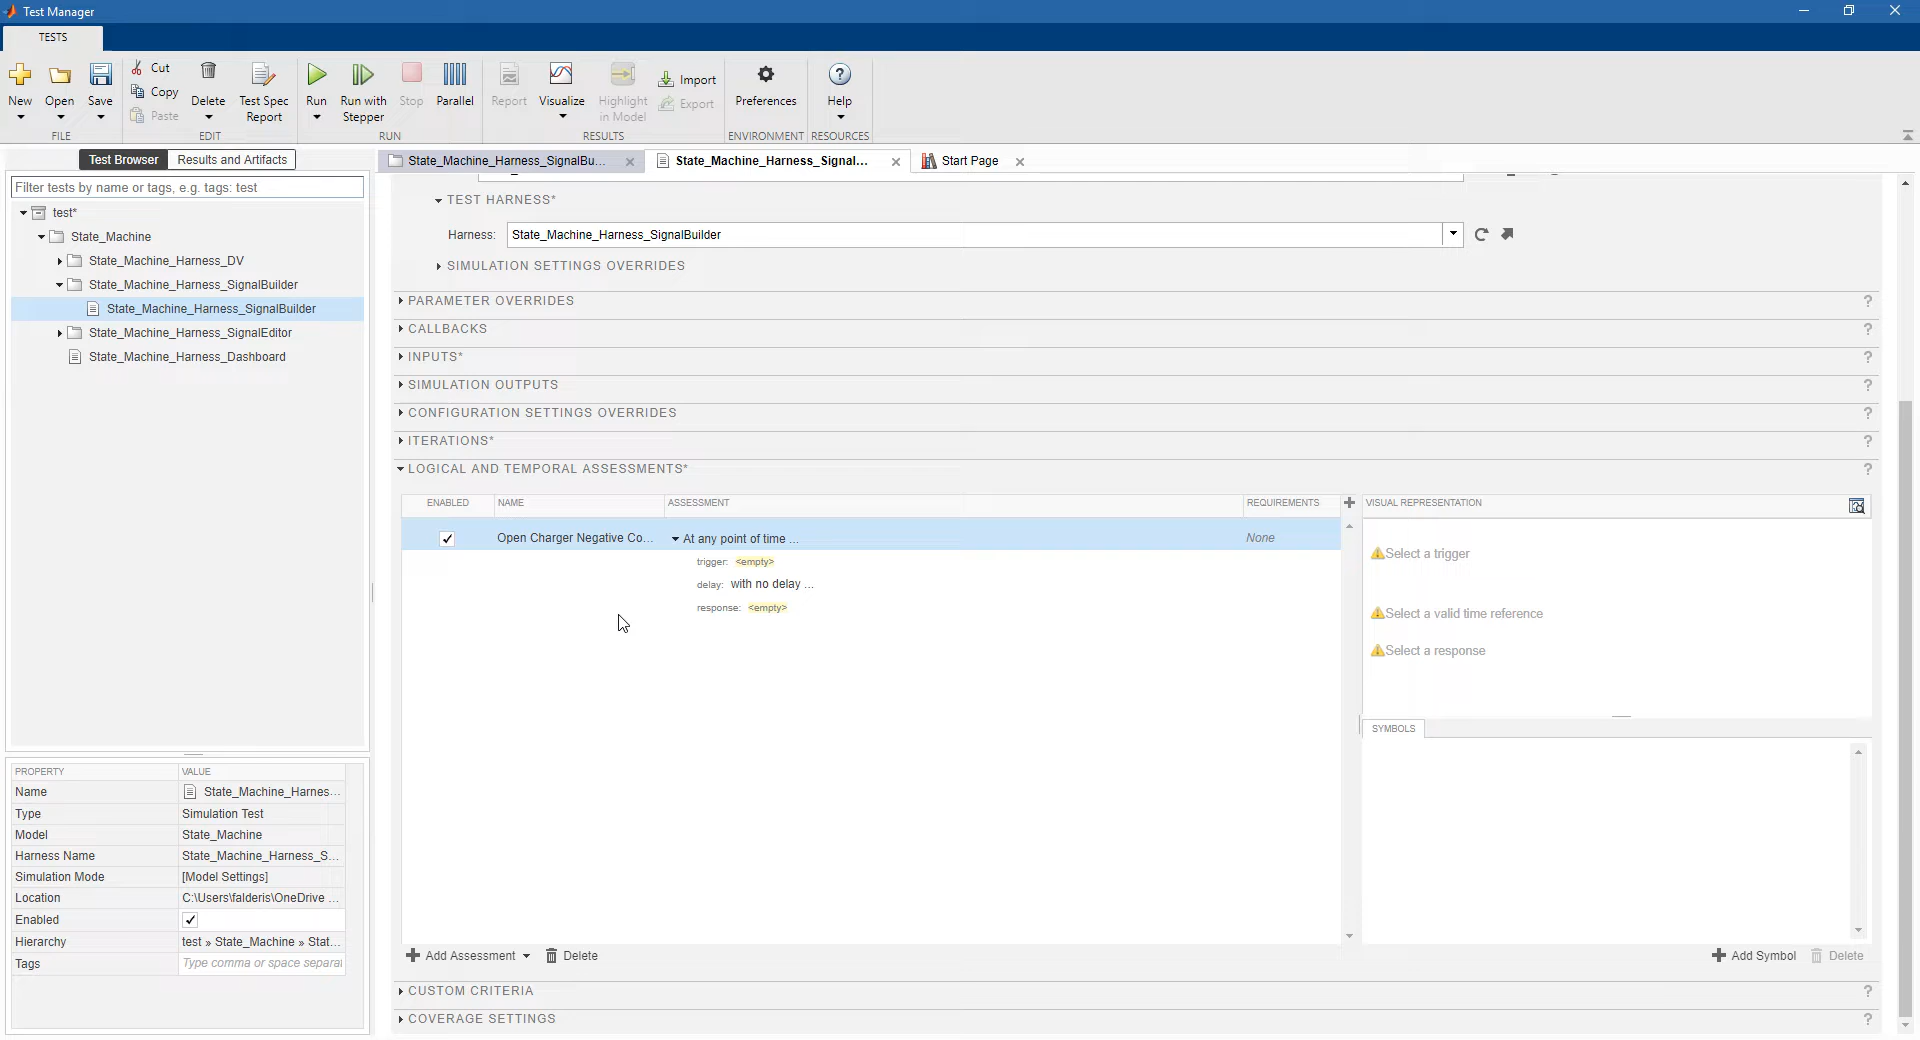 Test Manager
TESTS
New
Open
Save
Cut
Copy
Paste
Delete
Test Spec
Report
Run
Run with
Stepper
Stop
Parallel
Report
Visualize
Highlight
in Model
Import
Export
Preferences
Help
FILE
EDIT
RUN
RESULTS
ENVIRONMENT
RESOURCES
Test Browser
Results and Artifacts
Filter tests by name or tags, e.g. tags: test
test*
State_Machine
State_Machine_Harness_DV
State_Machine_Harness_SignalBuilder
State_Machine_Harness_SignalBuilder
State_Machine_Harness_SignalEditor
State_Machine_Harness_Dashboard
PROPERTY VALUE
Name State_Machine_Harnes...
Type Simulation Test
Model State_Machine
Harness Name State_Machine_Harness_S...
Simulation Mode [Model Settings]
Location C:\Users\falderis\OneDrive ...
Enabled
Hierarchy test » State_Machine » Stat...
Tags Type comma or space separat
State_Machine_Harness_SignalBu...
State_Machine_Harness_Signal...
Start Page
TEST HARNESS*
Harness: State_Machine_Harness_SignalBuilder
SIMULATION SETTINGS OVERRIDES
PARAMETER OVERRIDES ?
CALLBACKS ?
INPUTS* ?
SIMULATION OUTPUTS ?
CONFIGURATION SETTINGS OVERRIDES ?
ITERATIONS* ?
LOGICAL AND TEMPORAL ASSESSMENTS* ?
ENABLED NAME ASSESSMENT REQUIREMENTS
Open Charger Negative Co... At any point of time ... None
trigger: <empty>
delay: with no delay ...
response: <empty>
Add Assessment
Delete
VISUAL REPRESENTATION
Select a trigger
Select a valid time reference
Select a response
SYMBOLS
Add Symbol
Delete
CUSTOM CRITERIA ?
COVERAGE SETTINGS ?